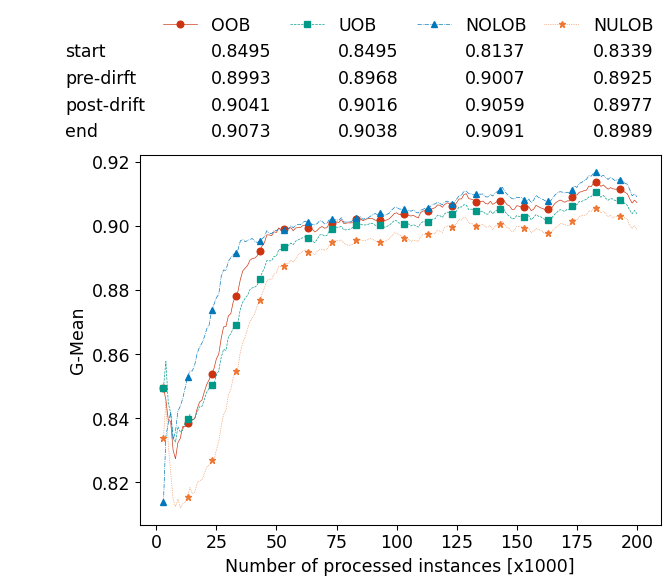 OOB UOB NOLOB NULOB
start 0.8495 0.8495 0.8137 0.8339
pre-dirft 0.8993 0.8968 0.9007 0.8925
post-drift 0.9041 0.9016 0.9059 0.8977
end 0.9073 0.9038 0.9091 0.8989
0.92
0.90
0.88
0.86
0.84
0.82
G-Mean
0 25 50 75 100 125 150 175 200
Number of processed instances [x1000]